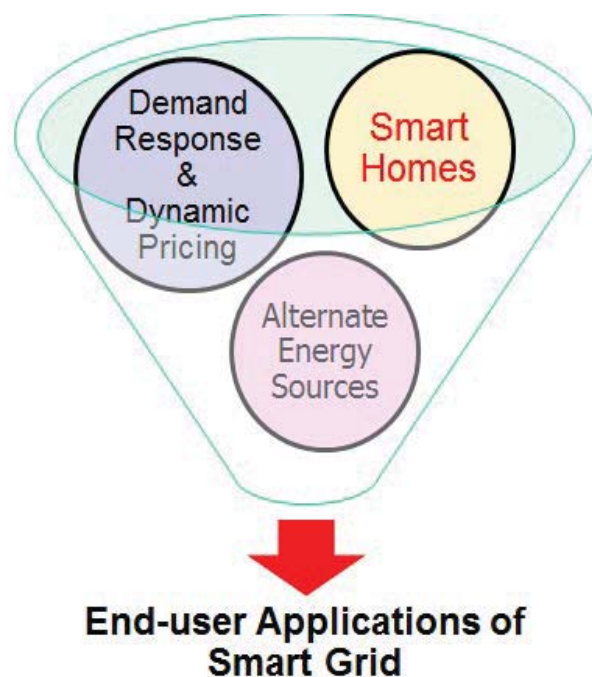 Demand
Response
&
Dynamic
Pricing
Smart
Homes
Alternate
Energy
Sources
End-user Applications of
Smart Grid